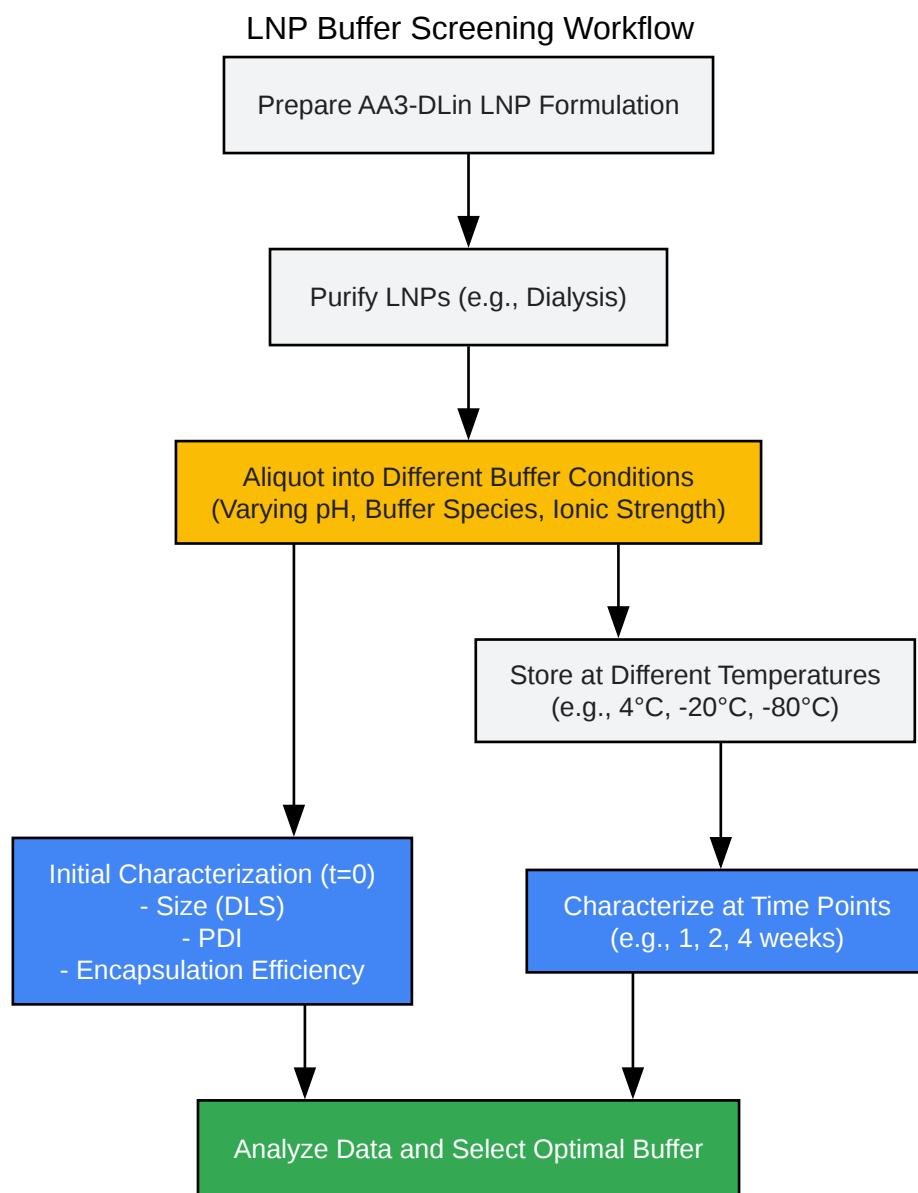 LNP Buffer Screening Workflow
Prepare AA3-DLin LNP Formulation
Purify LNPs (e.g., Dialysis)
Aliquot into Different Buffer Conditions
(Varying pH, Buffer Species, Ionic Strength)
Store at Different Temperatures
(e.g., 4°C, -20°C, -80°C)
Initial Characterization (t=0)
- Size (DLS)
- PDI
- Encapsulation Efficiency
Characterize at Time Points
(e.g., 1, 2, 4 weeks)
Analyze Data and Select Optimal Buffer